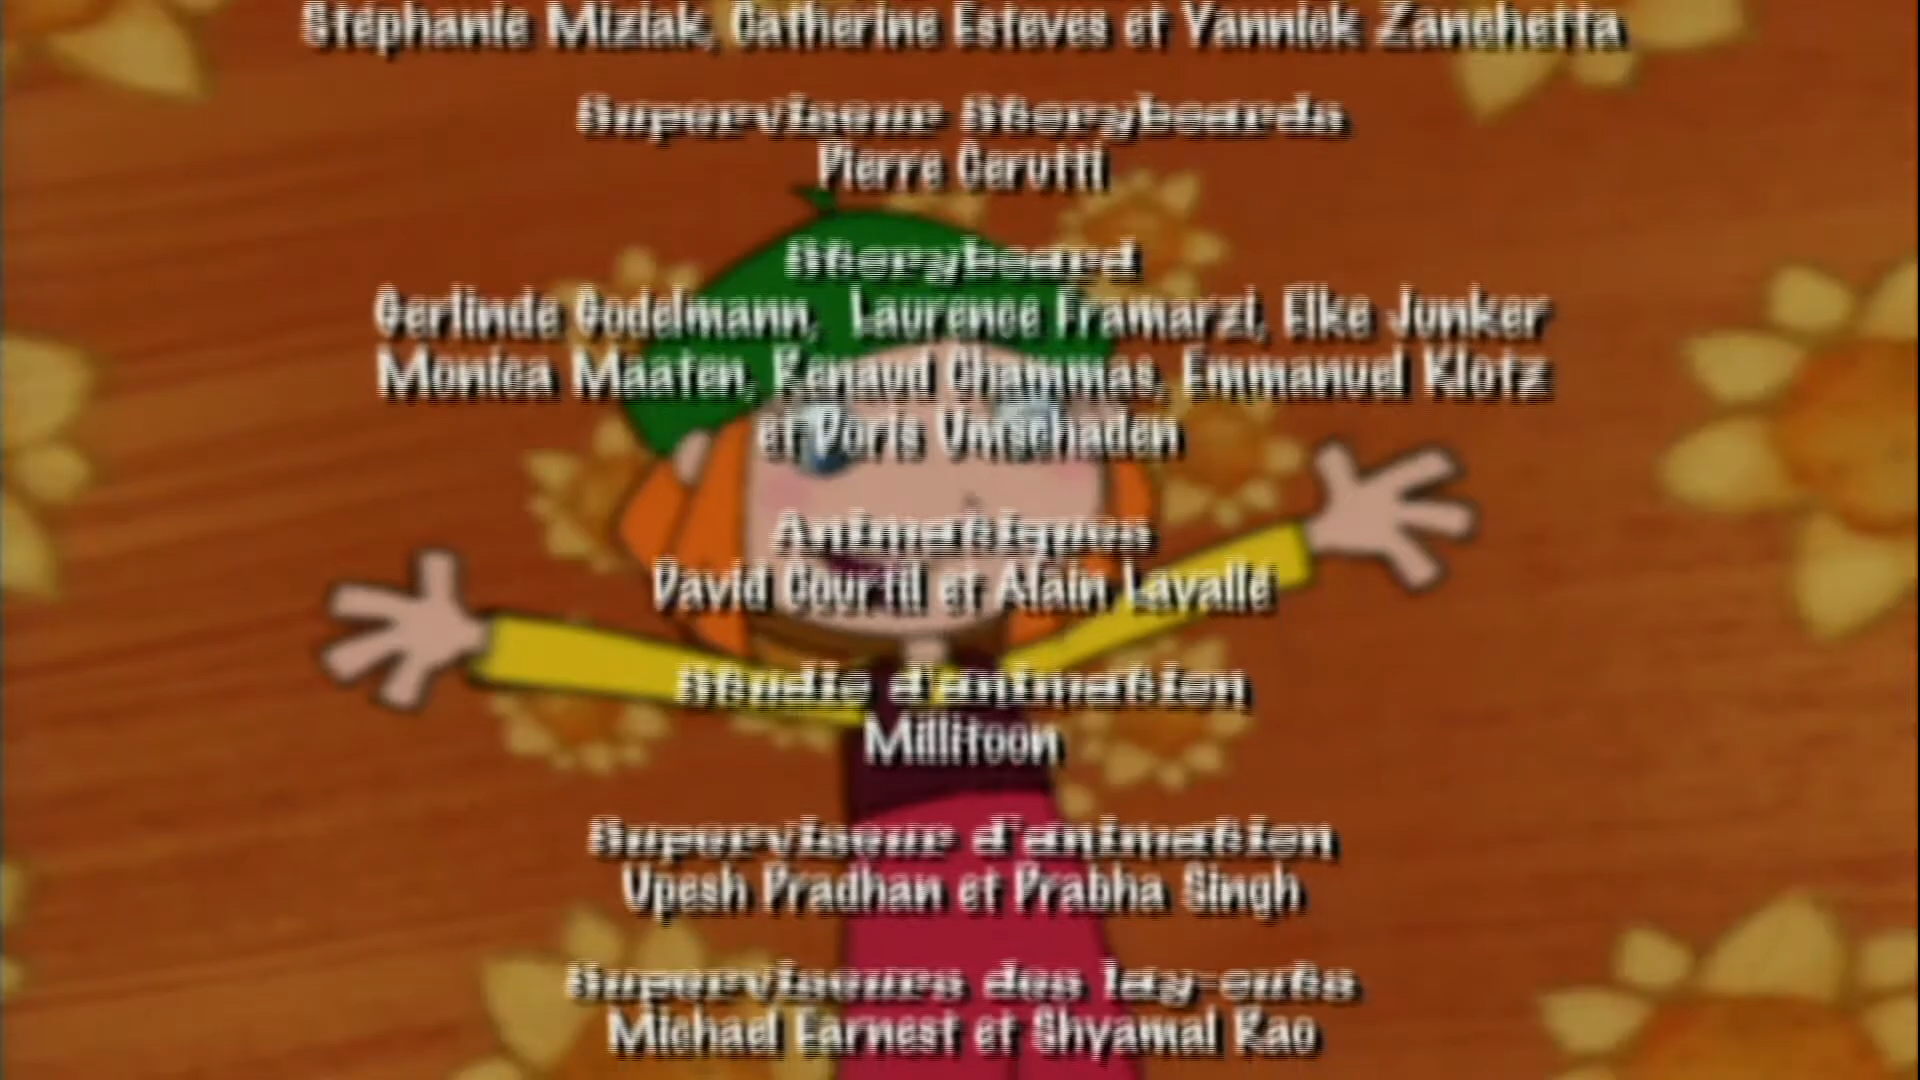 Stéphanie Miziak, Catherine Esteves et Yannick Zanchetta
Superviseur Storyboards
Pierre Cerutti
Storyboard
Gerlinde Godelmann, Laurence Framarzi, Elke Junker
Monica Maaten, Renaud Chammas, Emmanuel Klotz
et Doris Umschaden
Animatiques
David Courtil et Alain Lavalle
Studio d'animation
Millitoon
Superviseur d'animation
Upesh Pradhan et Prabha Singh
Superviseurs des lay-outs
Michael Earnest et Shyamal Rao